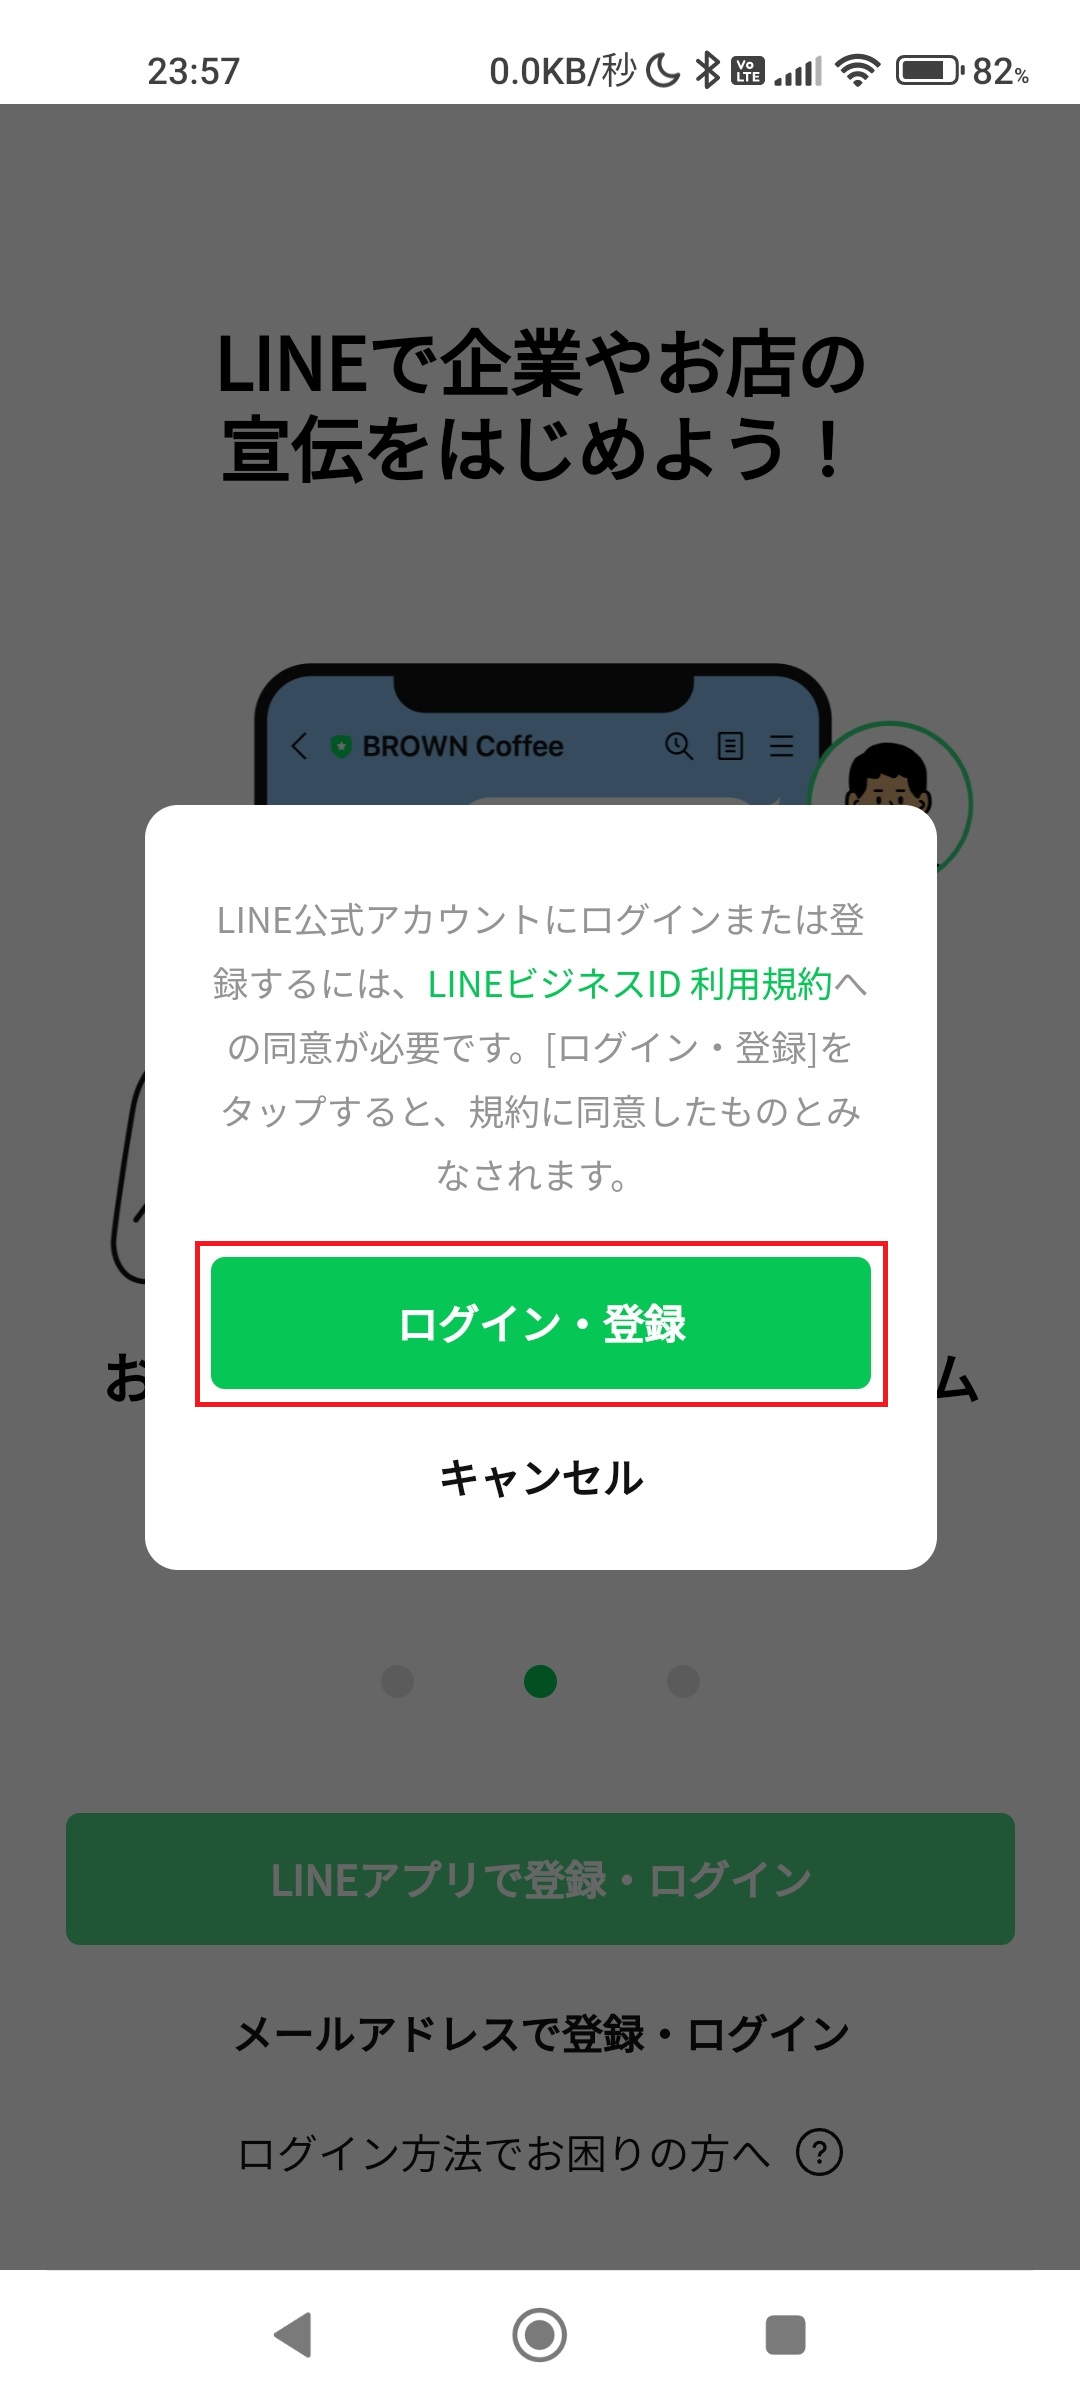 23:57 0.0KB/秒 Vo LTE 82%
LINEで企業やお店の
宣伝をはじめよう！
BROWN Coffee
LINE公式アカウントにログインまたは登
録するには、LINEビジネスID 利用規約へ
の同意が必要です。[ログイン・登録]を
タップすると、規約に同意したものとみ
なされます。
ログイン・登録
お
ム
キャンセル
LINEアプリで登録・ログイン
メールアドレスで登録・ログイン
ログイン方法でお困りの方へ ?